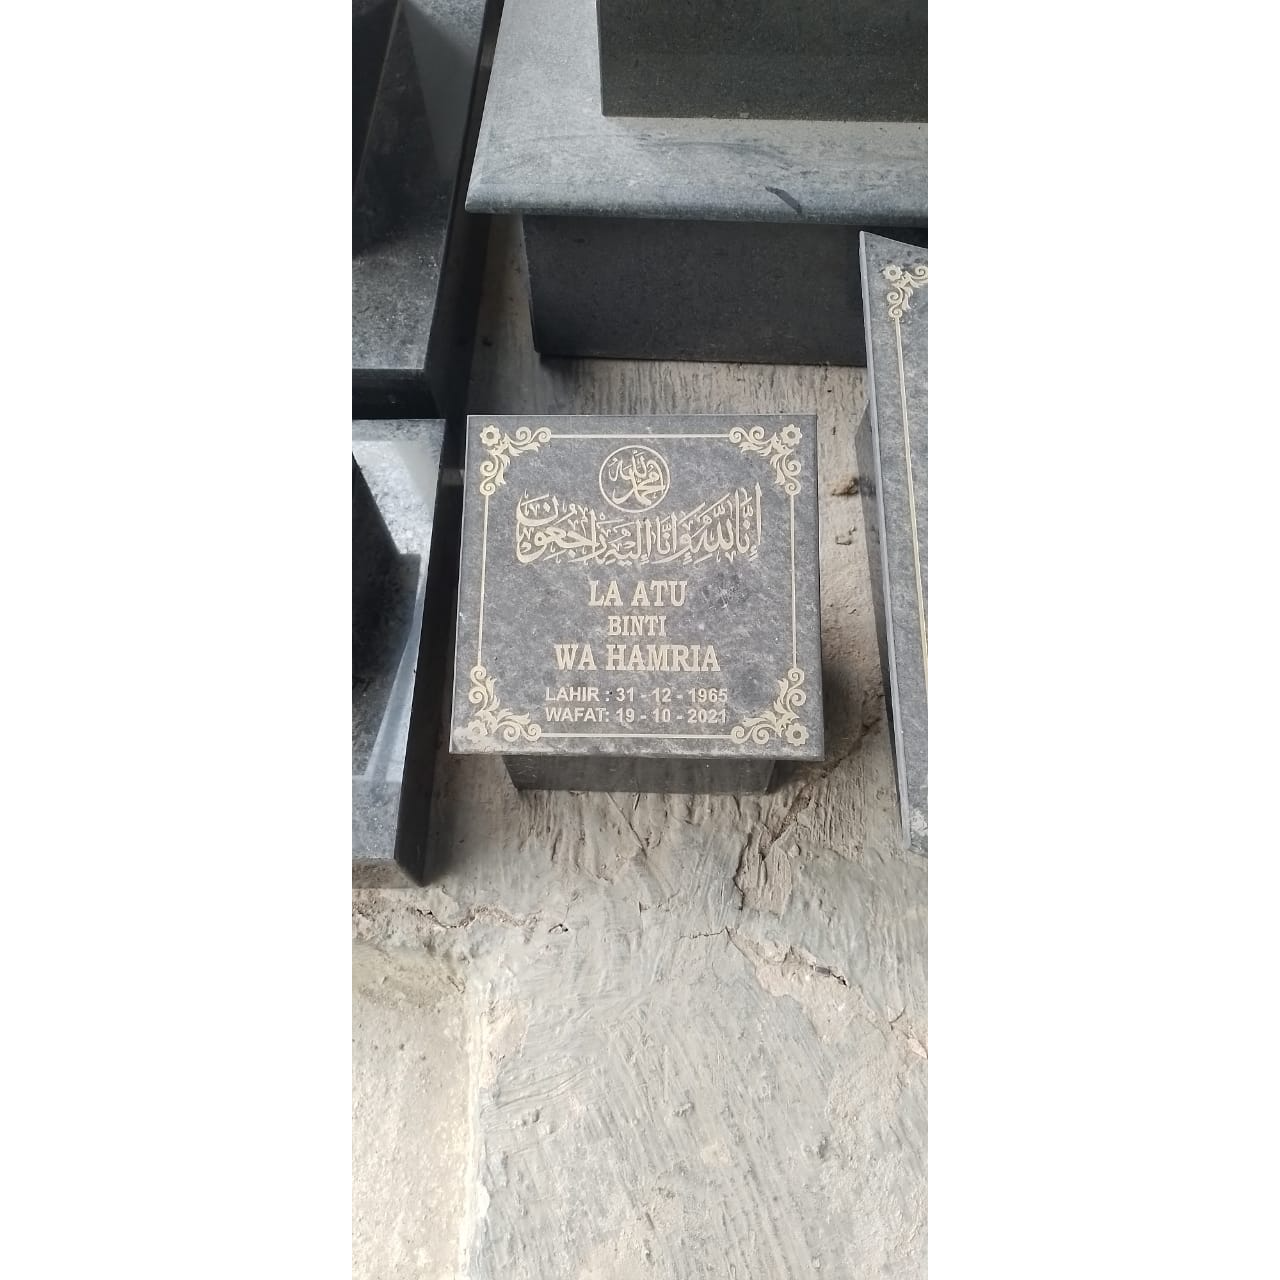 الله محمد
إنا لله وإنا إليه راجعون
LA ATU
BINTI
WA HAMRIA
LAHIR : 31 - 12 - 1965
WAFAT: 19 - 10 - 2021